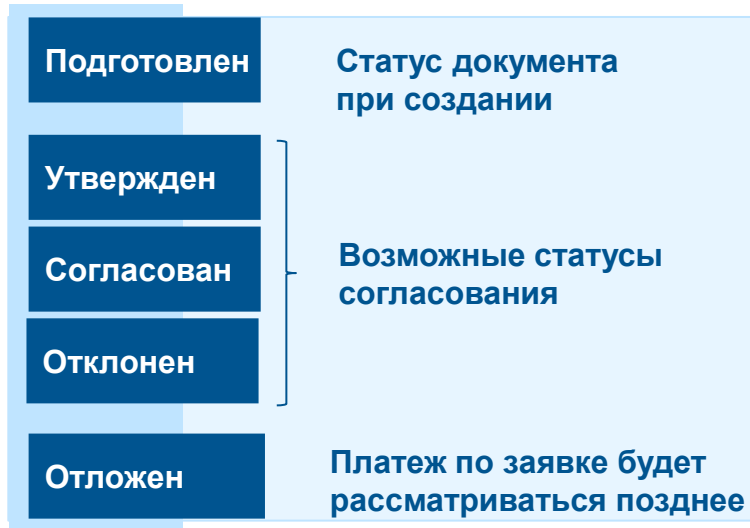 Подготовлен
Статус документа
при создании
Утвержден
Согласован
Отклонен
Возможные статусы
согласования
Отложен
Платеж по заявке будет
рассматриваться позднее